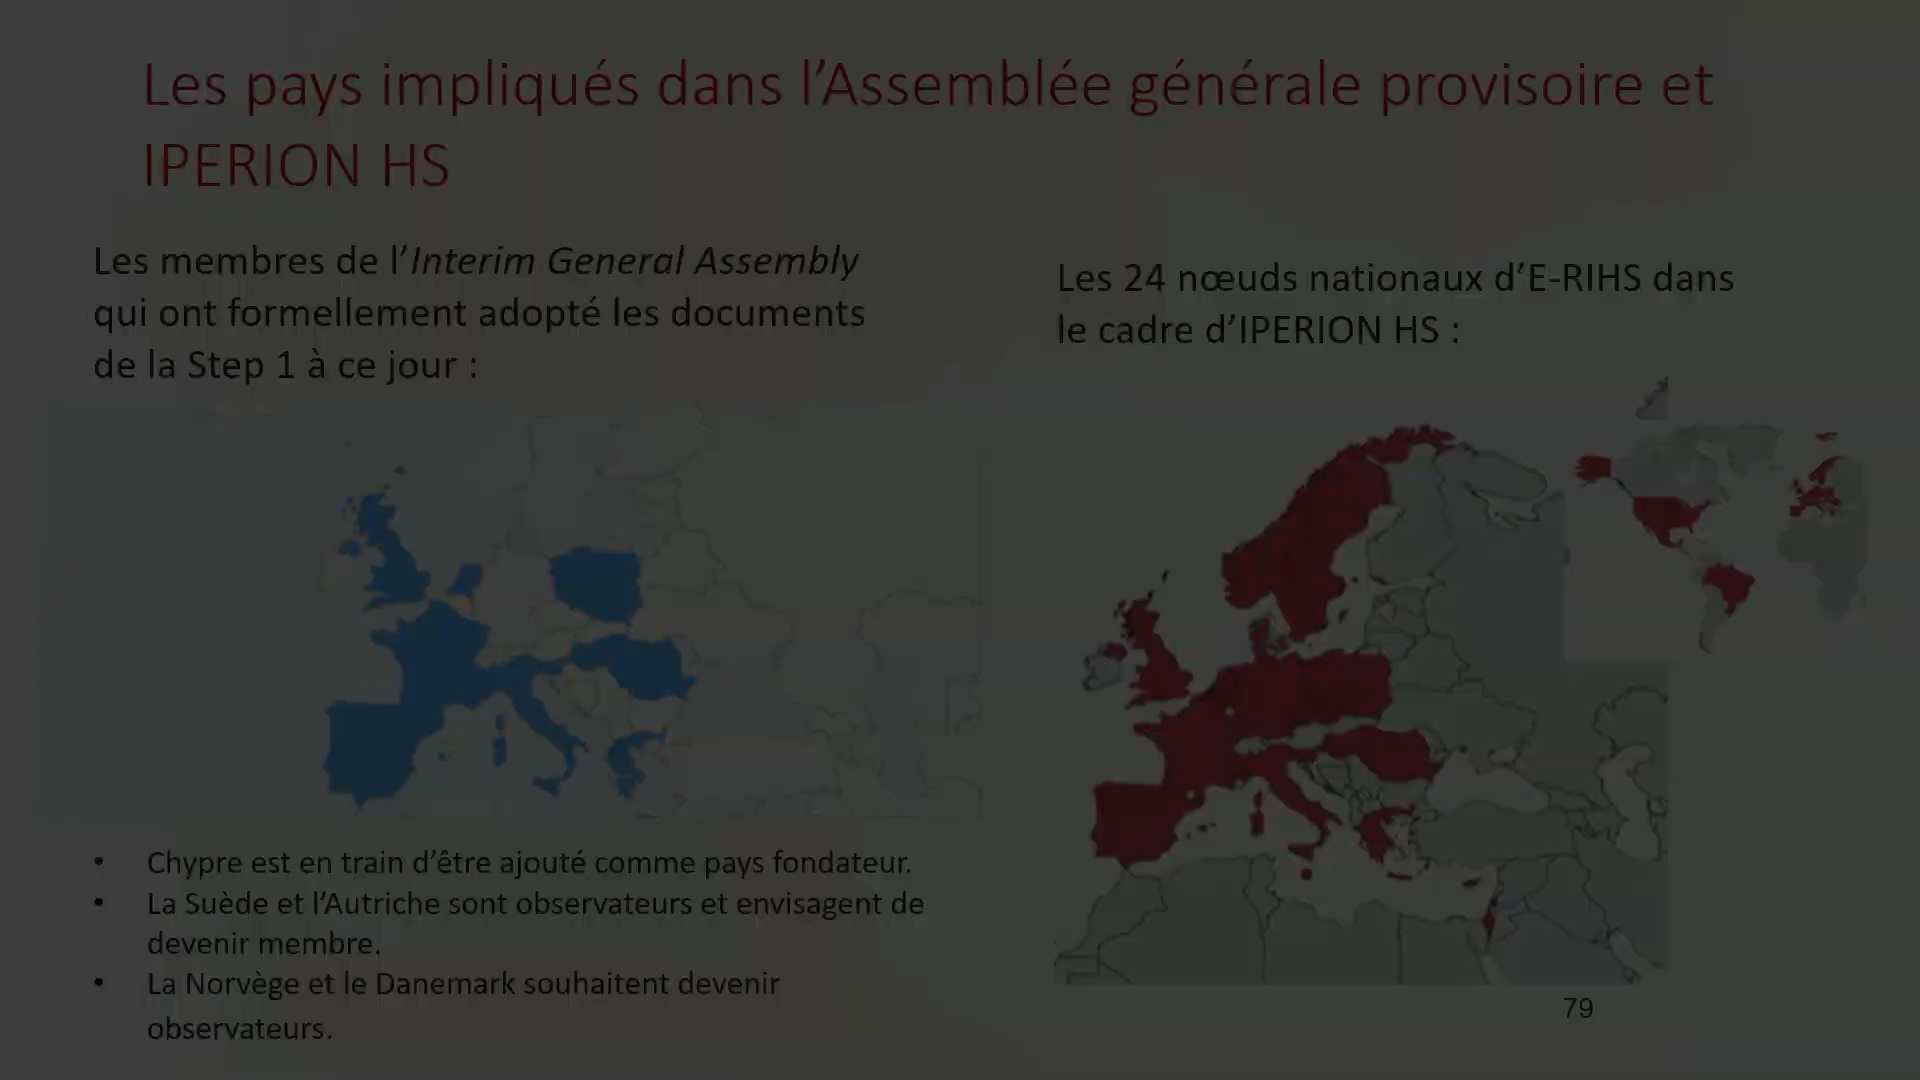 Les pays impliqués dans l’Assemblée générale provisoire et
IPERION HS
Les membres de l’Interim General Assembly
qui ont formellement adopté les documents
de la Step 1 à ce jour :
Les 24 nœuds nationaux d’E-RIHS dans
le cadre d’IPERION HS :
• Chypre est en train d’être ajouté comme pays fondateur.
• La Suède et l’Autriche sont observateurs et envisagent de
devenir membre.
• La Norvège et le Danemark souhaitent devenir
observateurs.
79